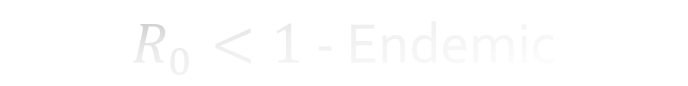 R₀ < 1 - Endemic